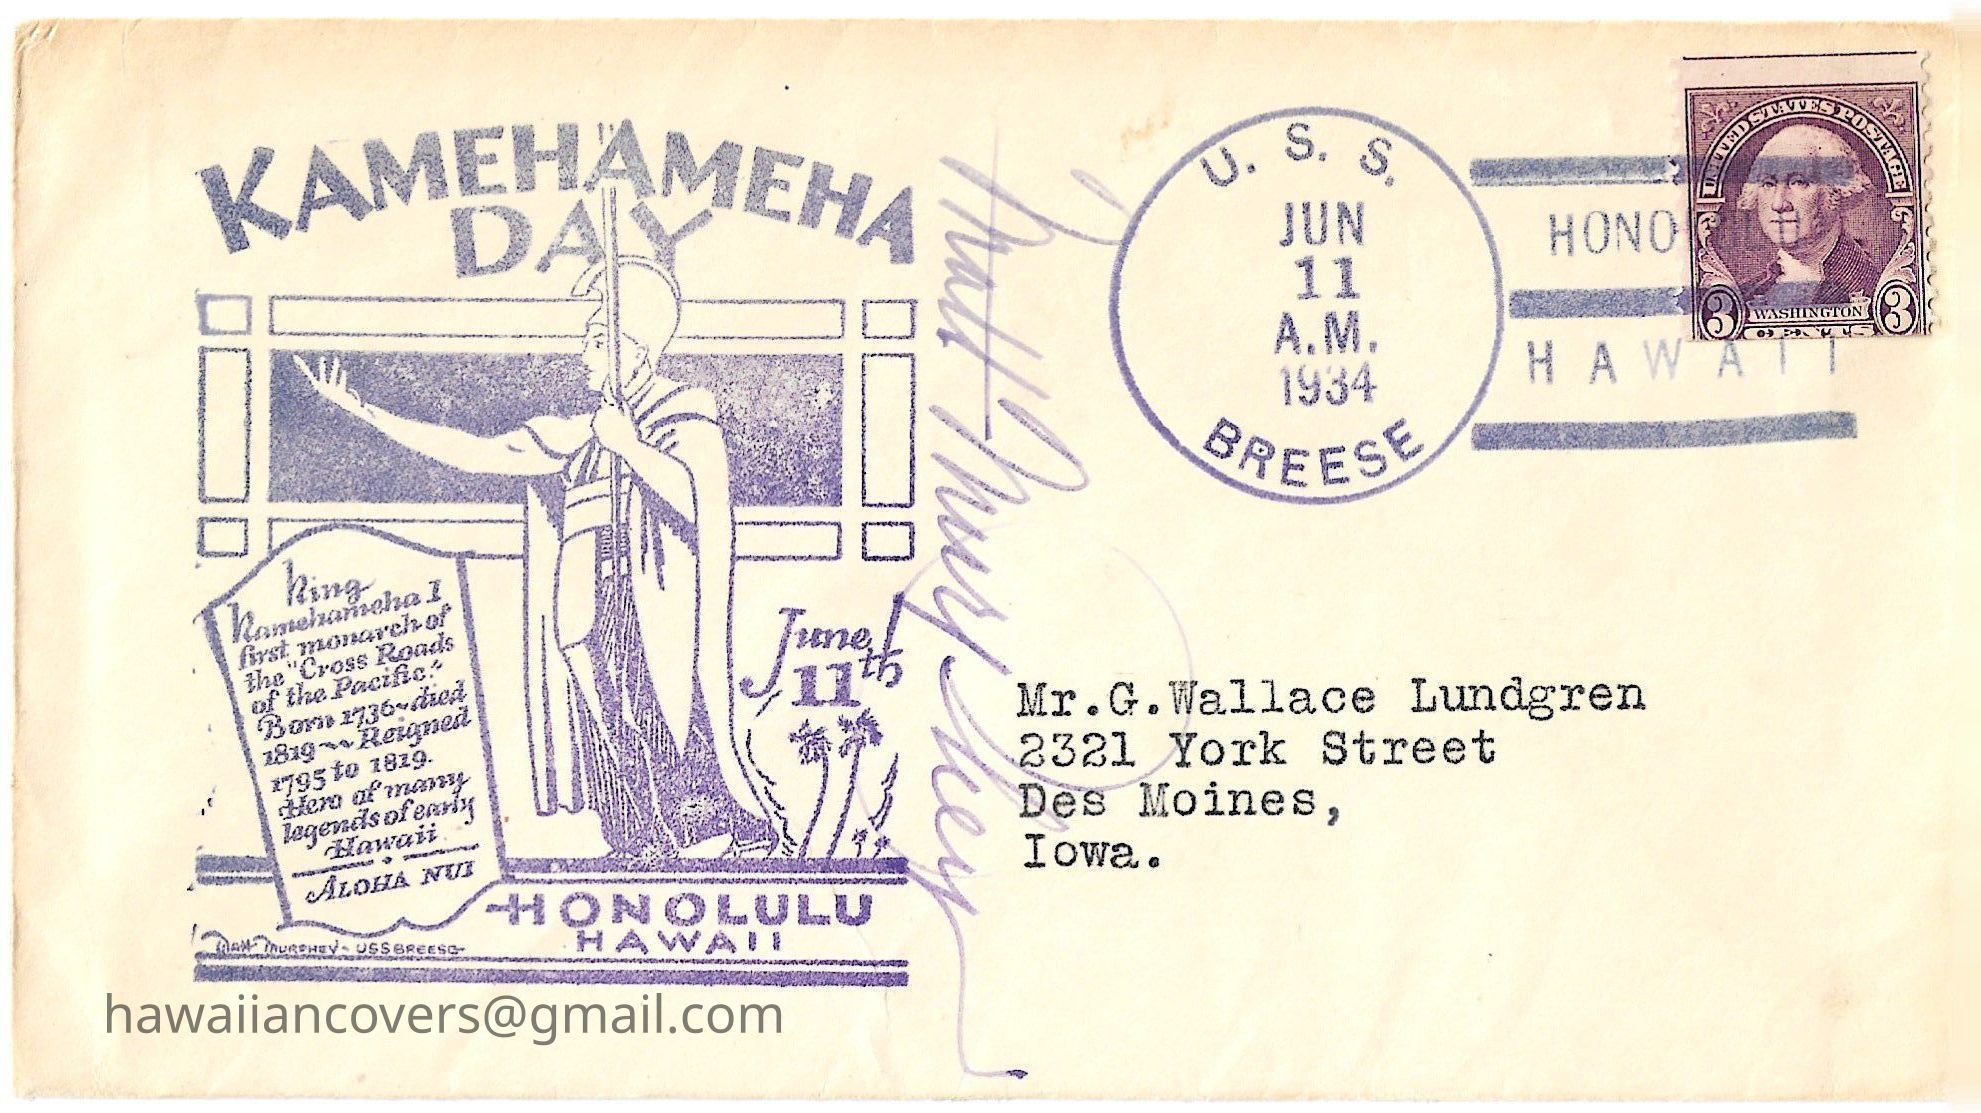 KAMEHAMEHA
DAY
King
Kamehameha I
first monarch of
the "Cross Roads
of the Pacific."
Born 1736~died
1819~~Reigned
1795 to 1819.
Hero of many
legends of early
Hawaii
ALOHA NUI
June
11th
HONOLULU
HAWAII
USS BREESE
U. S. S.
JUN
11
A.M.
1934
BREESE
HONO
HAWAII
UNITED STATES POSTAGE
3 WASHINGTON 3
Mr.G.Wallace Lundgren
2321 York Street
Des Moines,
Iowa.
hawaiiancovers@gmail.com